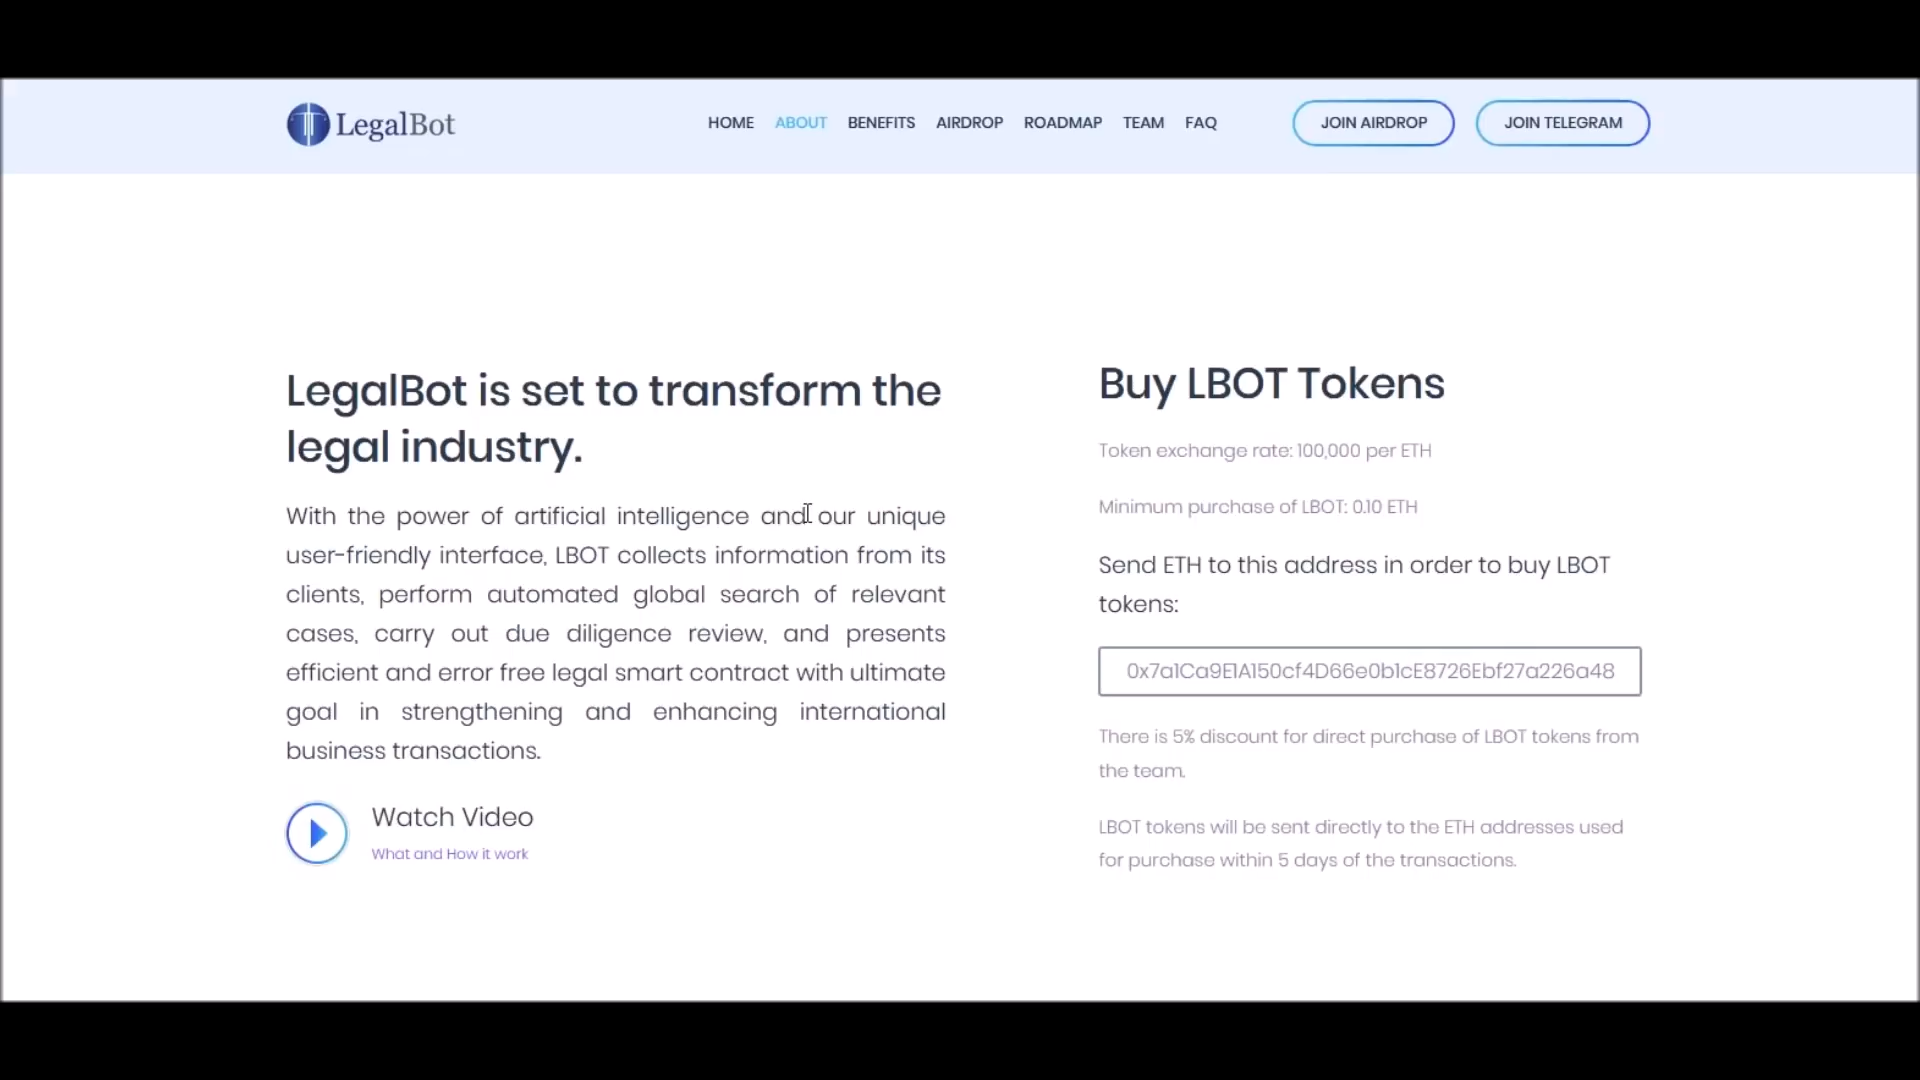 LegalBot
HOME ABOUT BENEFITS AIRDROP ROADMAP TEAM FAQ JOIN AIRDROP JOIN TELEGRAM
LegalBot is set to transform the
legal industry.
With the power of artificial intelligence and our unique
user-friendly interface, LBOT collects information from its
clients, perform automated global search of relevant
cases, carry out due diligence review, and presents
efficient and error free legal smart contract with ultimate
goal in strengthening and enhancing international
business transactions.
Watch Video
What and How it work
Buy LBOT Tokens
Token exchange rate: 100,000 per ETH
Minimum purchase of LBOT: 0.10 ETH
Send ETH to this address in order to buy LBOT
tokens:
0x7a1Ca9E1A150cf4D66e0b1cE8726Ebf27a226a48
There is 5% discount for direct purchase of LBOT tokens from
the team.
LBOT tokens will be sent directly to the ETH addresses used
for purchase within 5 days of the transactions.